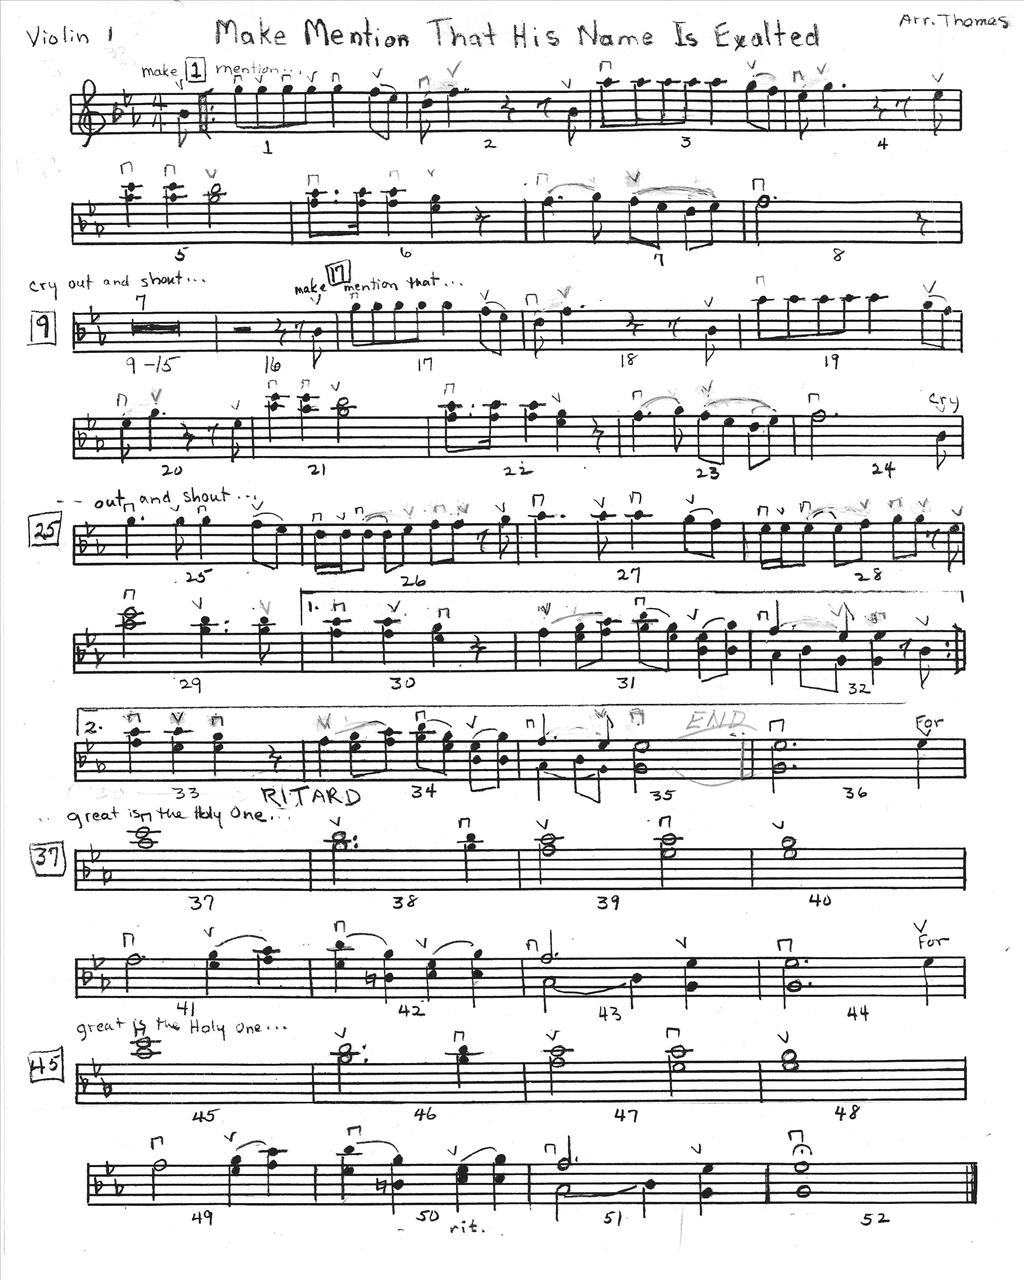 Violin 1 Make Mention That His Name Is Exalted Arr. Thomas
make 1 mention...
4
4
1 2 3 4
5 6 7 8
cry out and shout... make 17 mention that...
9 7
9-15 16 17 18 19
Cry
20 21 22 23 24
-- out and shout...
25
25 26 27 28
1.
29 30 31 32
2. END For
33 RITARD 34 35 36
.. great is the Holy One...
37
37 38 39 40
For
41 42 43 44
great is the Holy One...
45
45 46 47 48
49 50 51 52
rit.